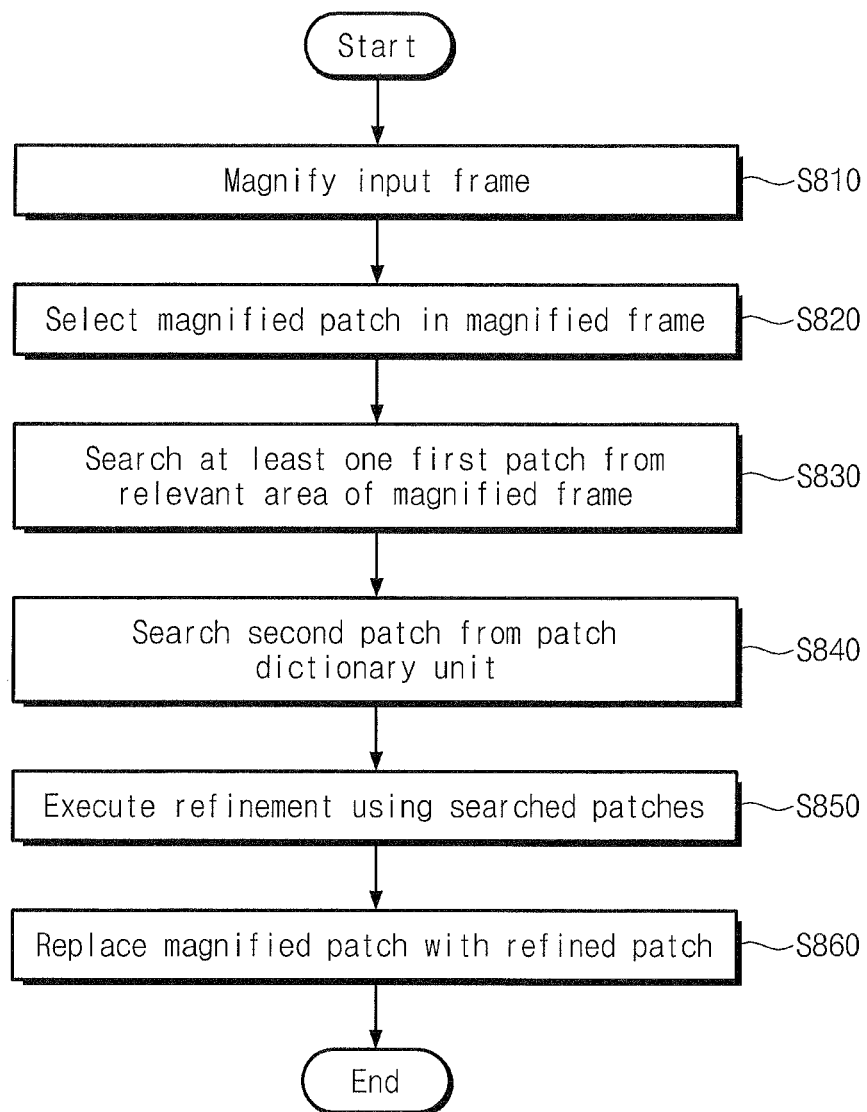 Start
Magnify input frame
S810
Select magnified patch in magnified frame
S820
Search at least one first patch from
relevant area of magnified frame
S830
Search second patch from patch
dictionary unit
S840
Execute refinement using searched patches
S850
Replace magnified patch with refined patch
S860
End